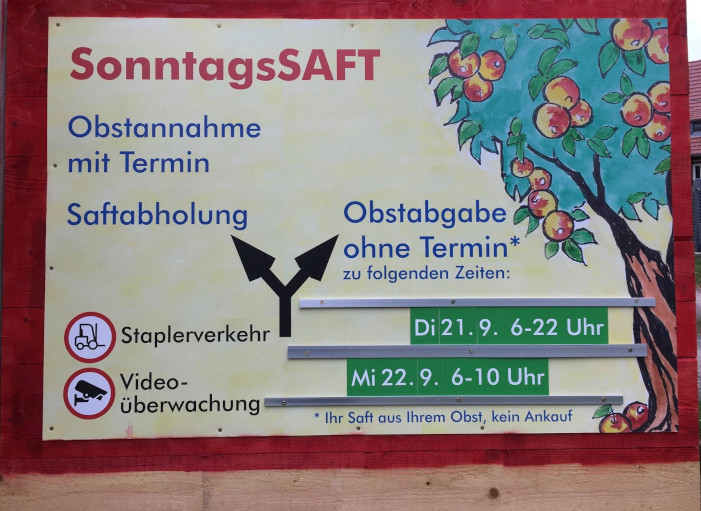 SonntagsSAFT
Obstannahme
mit Termin
Saftabholung
Obstabgabe
ohne Termin*
zu folgenden Zeiten:
Di 21.9. 6-22 Uhr
Mi 22.9. 6-10 Uhr
Staplerverkehr
Video-
überwachung
* Ihr Saft aus Ihrem Obst, kein Ankauf